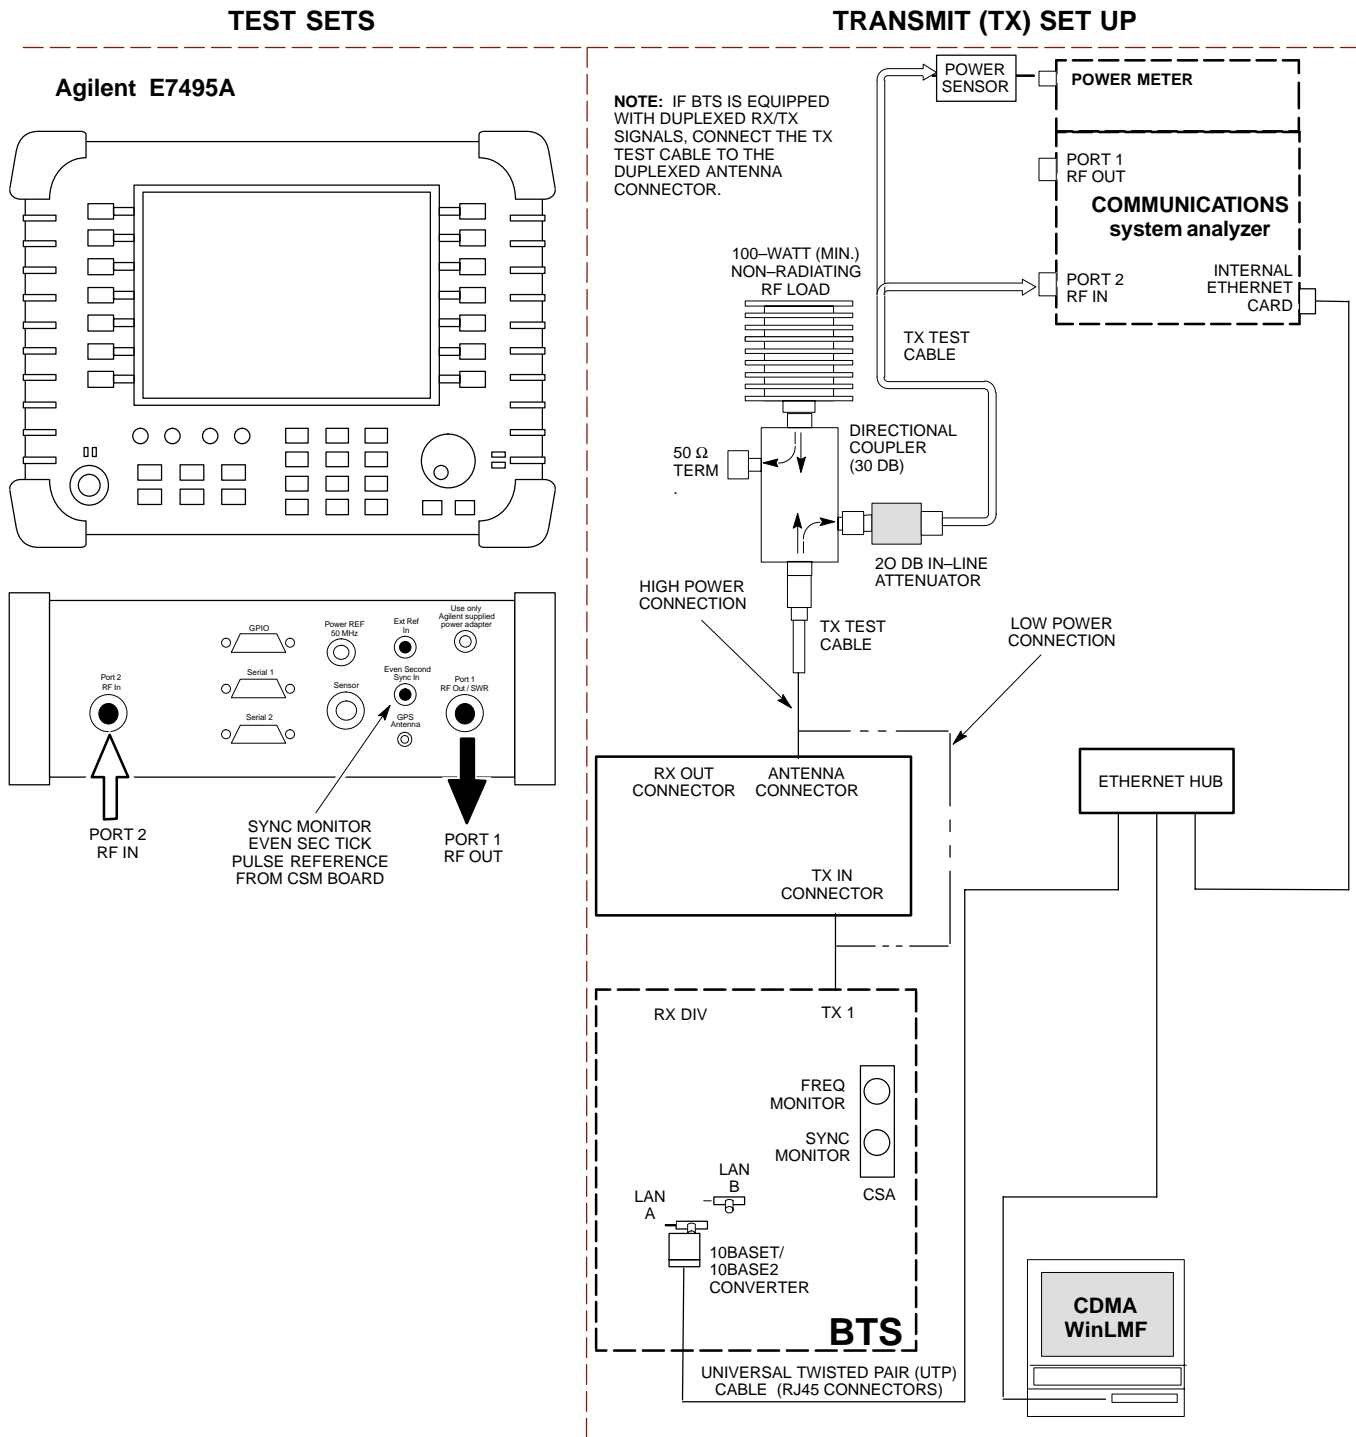 TEST SETS
TRANSMIT (TX) SET UP
Agilent E7495A
GPIO
Serial 1
Serial 2
Power REF
50 MHz
Sensor
Ext Ref
In
Even Second
Sync In
GPS
Antenna
Use only
Agilent supplied
power adapter
Port 1
RF Out / SWR
Port 2
RF In
PORT 2
RF IN
SYNC MONITOR
EVEN SEC TICK
PULSE REFERENCE
FROM CSM BOARD
PORT 1
RF OUT
NOTE: IF BTS IS EQUIPPED
WITH DUPLEXED RX/TX
SIGNALS, CONNECT THE TX
TEST CABLE TO THE
DUPLEXED ANTENNA
CONNECTOR.
POWER
SENSOR
POWER METER
PORT 1
RF OUT
COMMUNICATIONS
system analyzer
PORT 2
RF IN
INTERNAL
ETHERNET
CARD
100–WATT (MIN.)
NON–RADIATING
RF LOAD
TX TEST
CABLE
50 Ω
TERM
.
DIRECTIONAL
COUPLER
(30 DB)
2O DB IN–LINE
ATTENUATOR
HIGH POWER
CONNECTION
TX TEST
CABLE
LOW POWER
CONNECTION
RX OUT
CONNECTOR
ANTENNA
CONNECTOR
TX IN
CONNECTOR
ETHERNET HUB
RX DIV
TX 1
FREQ
MONITOR
SYNC
MONITOR
CSA
LAN
B
LAN
A
10BASET/
10BASE2
CONVERTER
BTS
UNIVERSAL TWISTED PAIR (UTP)
CABLE (RJ45 CONNECTORS)
CDMA
WinLMF